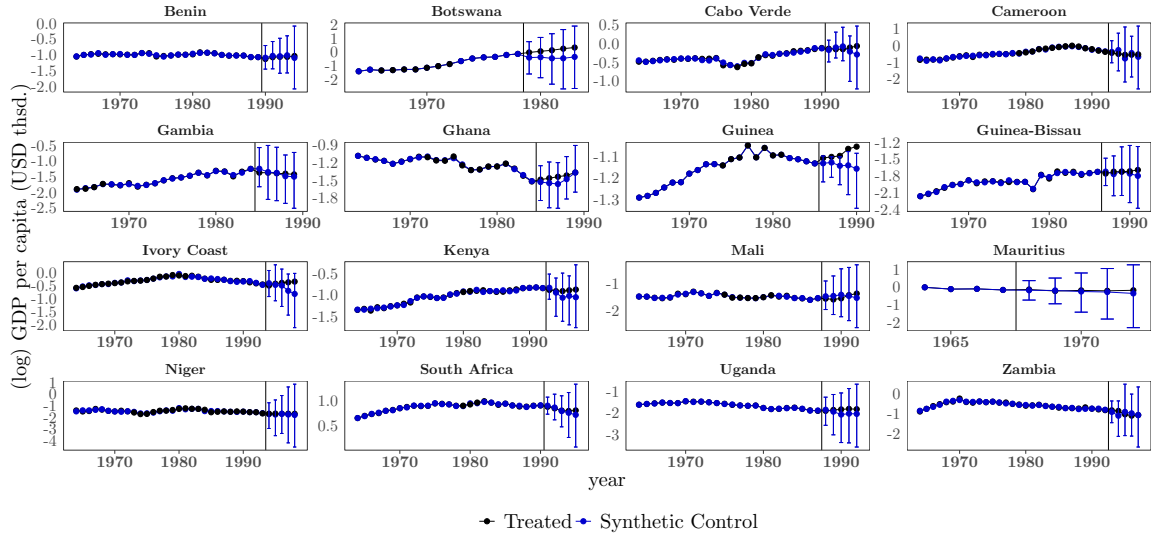 Benin Botswana Cabo Verde Cameroon
0.0 -0.5 -1.0 -1.5 -2.0
2 1 0 -1 -2
0.5 0.0 -0.5 -1.0
1 0 -1 -2
1970 1980 1990 1970 1980 1970 1980 1990 1970 1980 1990
Gambia Ghana Guinea Guinea-Bissau
-0.5 -1.0 -1.5 -2.0 -2.5
-0.9 -1.2 -1.5 -1.8
-1.1 -1.2 -1.3
-1.2 -1.5 -1.8 -2.1 -2.4
1970 1980 1990 1970 1980 1990 1970 1980 1990 1970 1980 1990
Ivory Coast Kenya Mali Mauritius
0.0 -0.5 -1.0 -1.5 -2.0
-0.5 -1.0 -1.5
-1 -2
1 0 -1 -2
1970 1980 1990 1970 1980 1990 1970 1980 1990 1965 1970
Niger South Africa Uganda Zambia
1 0 -1 -2 -3 -4
1.0 0.5
-1 -2 -3
0 -1 -2
1970 1980 1990 1970 1980 1990 1970 1980 1990 1970 1980 1990
(log) GDP per capita (USD thsd.)
year
Treated Synthetic Control